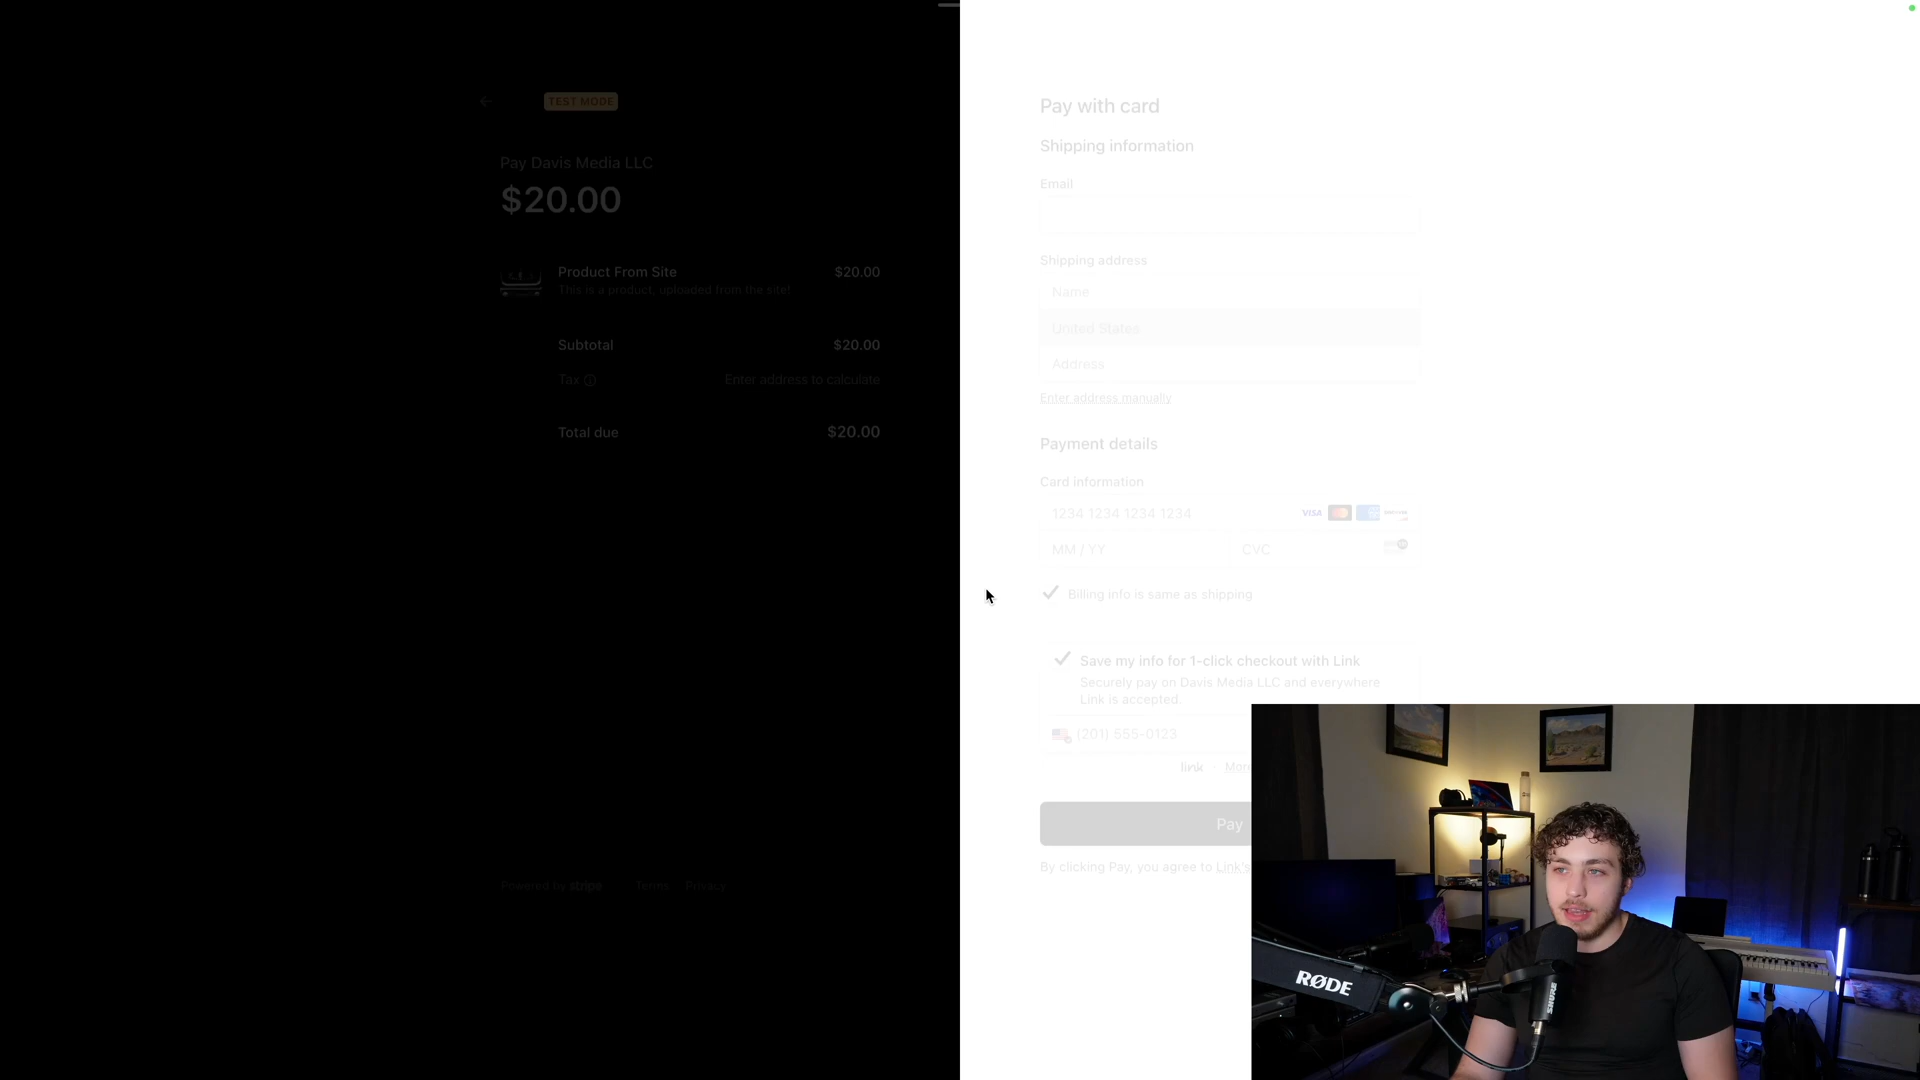 TEST MODE
Pay Davis Media LLC
$20.00
Product From Site
$20.00
This is a product, uploaded from the site!
Subtotal
$20.00
Tax
Enter address to calculate
Total due
$20.00
Powered by stripe
Terms
Privacy
Pay with card
Shipping information
Email
Shipping address
Name
United States
Address
Enter address manually
Payment details
Card information
1234 1234 1234 1234
VISA
MM / YY
CVC
Billing info is same as shipping
Save my info for 1-click checkout with Link
Securely pay on Davis Media LLC and everywhere
Link is accepted.
(201) 555-0123
link · More
Pay
By clicking Pay, you agree to Link's
RØDE
SHURE